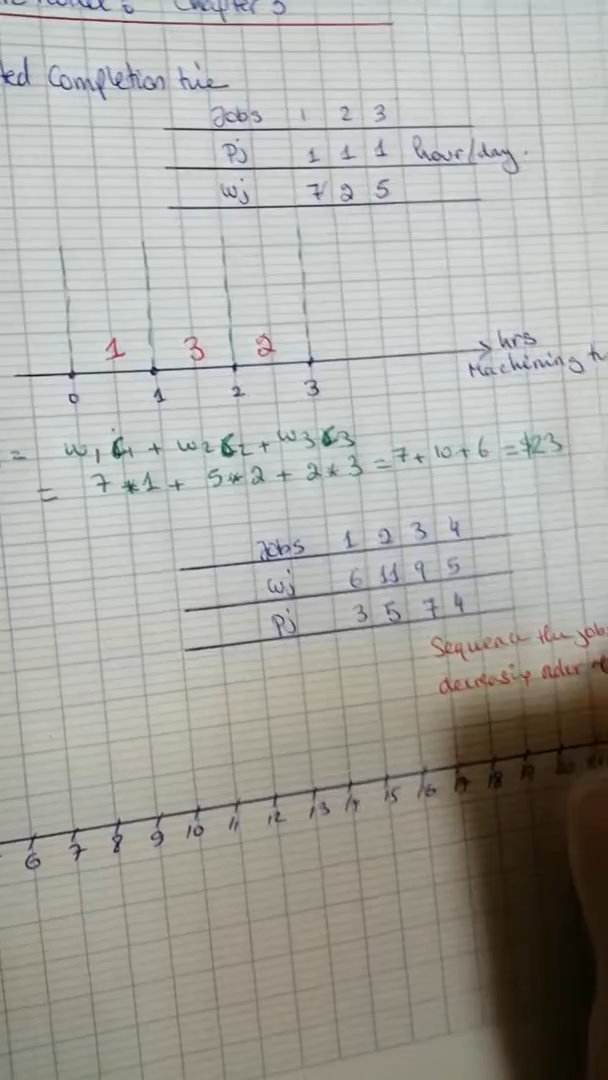 Chapter 3
ted Completion time
Jobs 1 2 3
Pj 1 1 1 hour/day.
wj 7 2 5
1 3 2
hrs
Machining
0 1 2 3
= w1 C1 + w2 C2 + w3 C3
= 7 * 1 + 5 * 2 + 2 * 3 = 7 + 10 + 6 = 23
Jobs 1 2 3 4
wj 6 11 9 5
Pj 3 5 7 4
Sequence the job
decreasing order
6 7 8 9 10 11 12 13 14 15 16 17 18 19 20